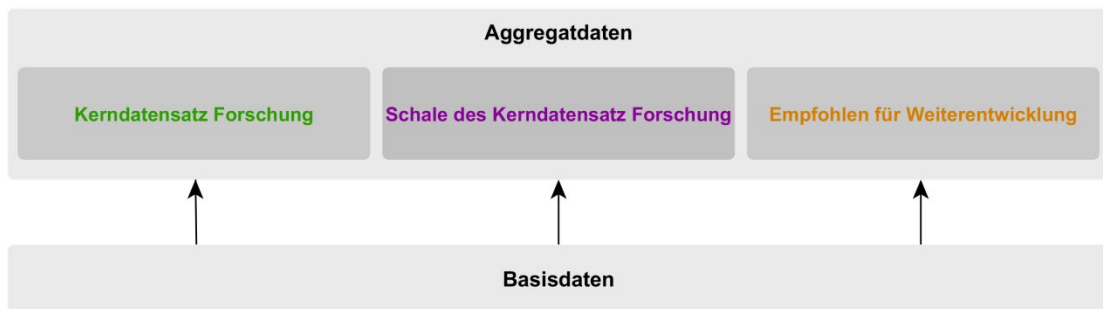 Aggregatdaten
Kerndatensatz Forschung
Schale des Kerndatensatz Forschung
Empfohlen für Weiterentwicklung
Basisdaten